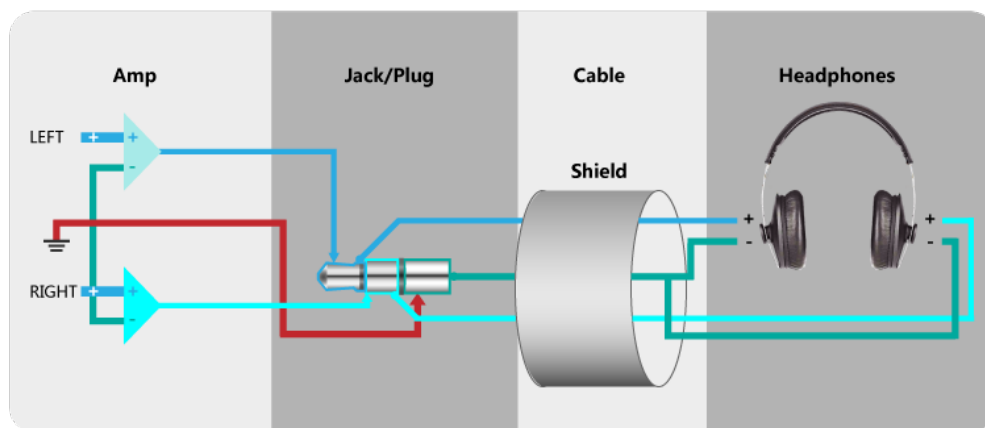 Amp
Jack/Plug
Cable
Headphones
LEFT
+
+
-
Shield
+
-
+
-
RIGHT
+
+
-